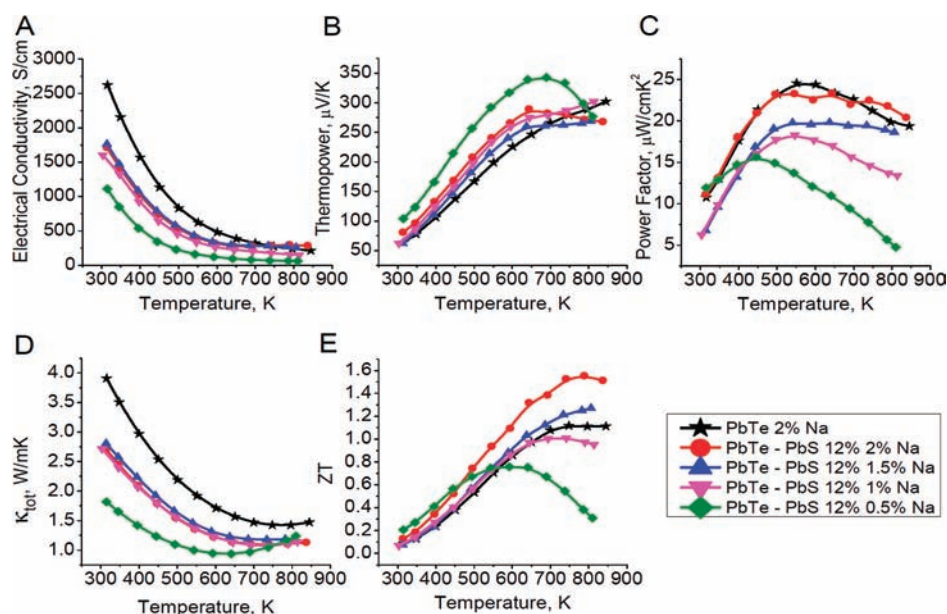 A
Electrical Conductivity, S/cm
3000
2500
2000
1500
1000
500
0
300 400 500 600 700 800 900
Temperature, K
B
Thermopower, μV/K
350
300
250
200
150
100
50
300 400 500 600 700 800 900
Temperature, K
C
Power Factor, μW/cmK²
25
20
15
10
5
300 400 500 600 700 800 900
Temperature, K
D
κtot, W/mK
4.0
3.5
3.0
2.5
2.0
1.5
1.0
300 400 500 600 700 800 900
Temperature, K
E
ZT
1.6
1.4
1.2
1.0
0.8
0.6
0.4
0.2
0.0
300 400 500 600 700 800 900
Temperature, K
PbTe 2% Na
PbTe - PbS 12% 2% Na
PbTe - PbS 12% 1.5% Na
PbTe - PbS 12% 1% Na
PbTe - PbS 12% 0.5% Na